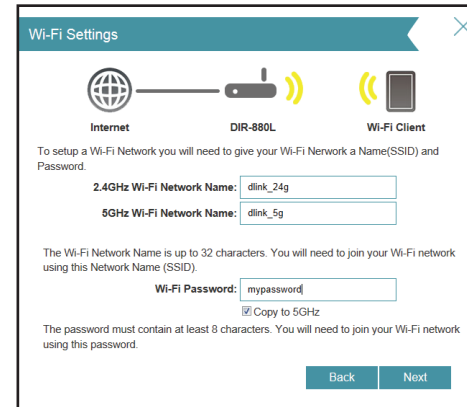 Wi-Fi Settings
Internet
DIR-880L
Wi-Fi Client
To setup a Wi-Fi Network you will need to give your Wi-Fi Nerwork a Name(SSID) and
Password.
2.4GHz Wi-Fi Network Name: dlink_24g
5GHz Wi-Fi Network Name: dlink_5g
The Wi-Fi Network Name is up to 32 characters. You will need to join your Wi-Fi network
using this Network Name (SSID).
Wi-Fi Password: mypassword
Copy to 5GHz
The password must contain at least 8 characters. You will need to join your Wi-Fi network
using this password.
Back Next